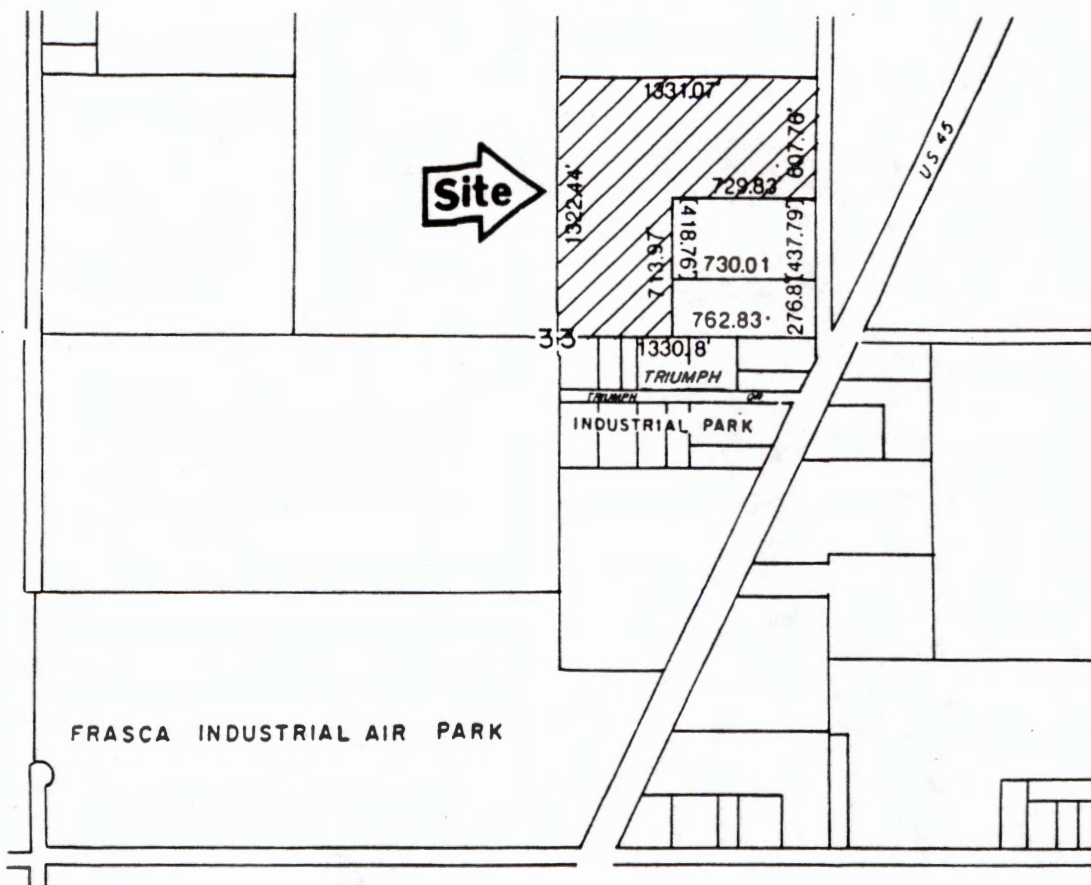 1331.07'
607.76'
US 45
Site
1322.44'
729.83'
418.76'
437.79'
713.97'
730.01
276.8'
762.83'
33
1330.8'
TRIUMPH
TRIUMPH DR
INDUSTRIAL PARK
FRASCA INDUSTRIAL AIR PARK